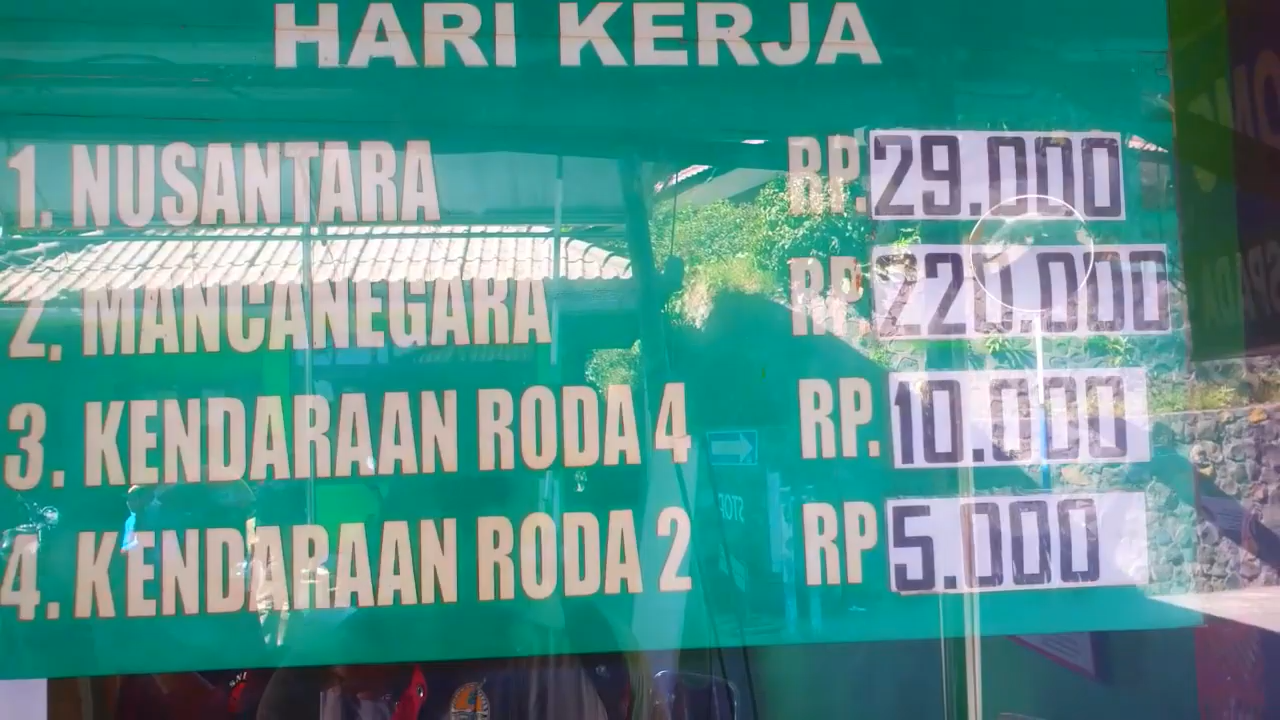 HARI KERJA
1. NUSANTARA RP. 29.000
2. MANCANEGARA RP. 220.000
3. KENDARAAN RODA 4 RP. 10.000
4. KENDARAAN RODA 2 RP 5.000